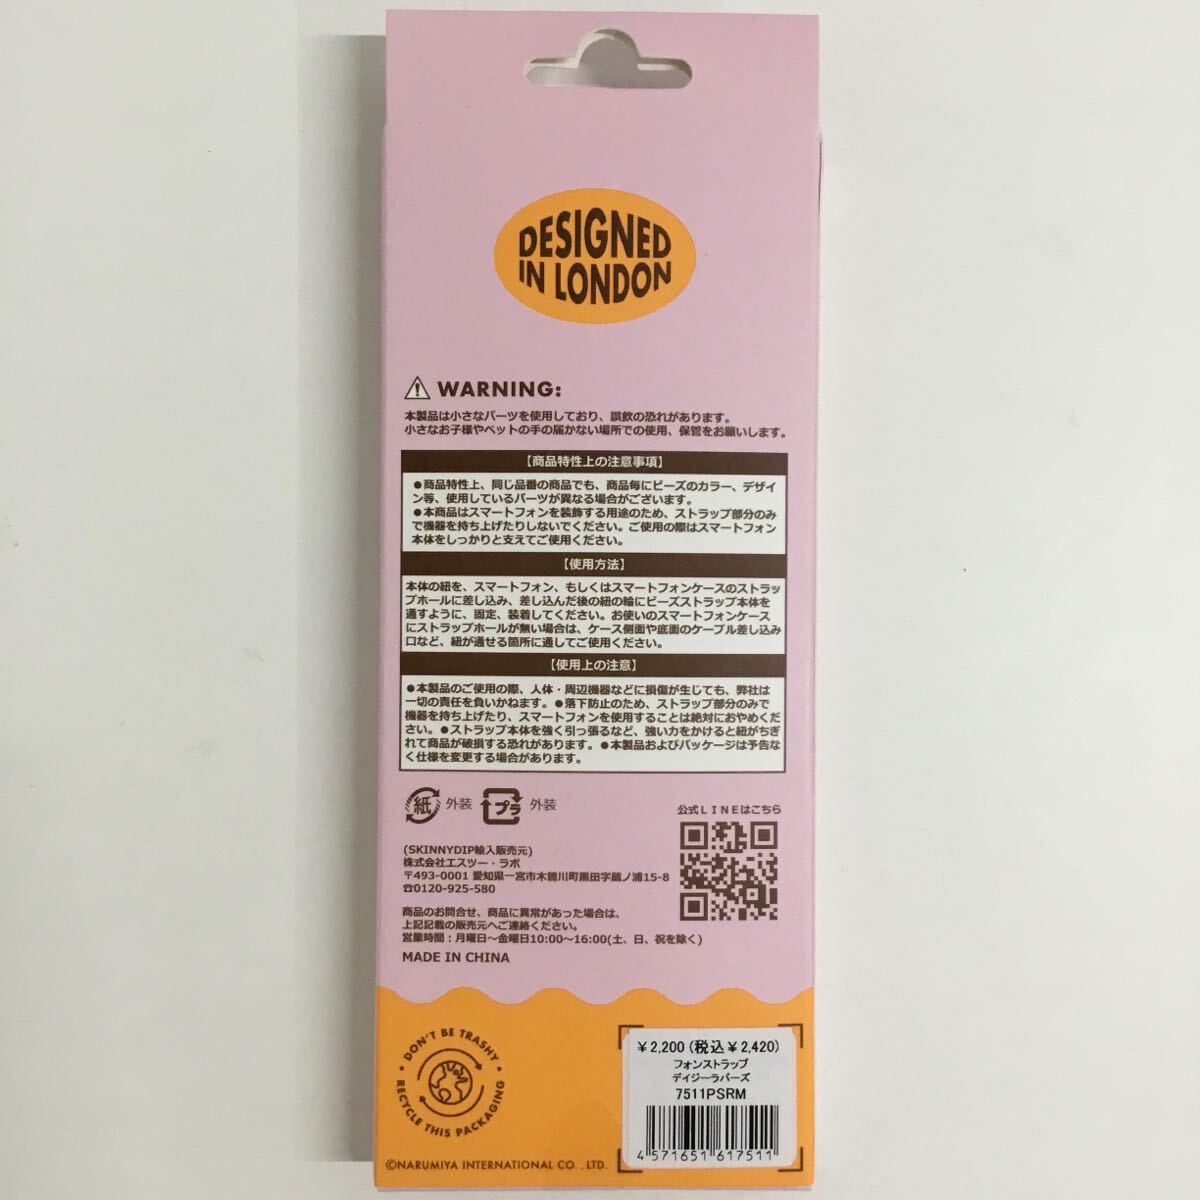 DESIGNED
IN LONDON
WARNING:
本製品は小さなパーツを使用しており、誤飲の恐れがあります。
小さなお子様やペットの手の届かない場所での使用、保管をお願いします。
【商品特性上の注意事項】
●商品特性上、同じ品番の商品でも、商品毎にビーズのカラー、デザイ
ン等、使用しているパーツが異なる場合がございます。
●本商品はスマートフォンを装飾する用途のため、ストラップ部分のみ
で機器を持ち上げたりしないでください。ご使用の際はスマートフォン
本体をしっかりと支えてご使用ください。
【使用方法】
本体の紐を、スマートフォン、もしくはスマートフォンケースのストラッ
プホールに差し込み、差し込んだ後の紐の輪にビーズストラップ本体を
通すように、固定、装着してください。お使いのスマートフォンケース
にストラップホールが無い場合は、ケース側面や底面のケーブル差し込み
口など、紐が通せる箇所に通してご使用ください。
【使用上の注意】
●本製品のご使用の際、人体・周辺機器などに損傷が生じても、弊社は
一切の責任を負いかねます。●落下防止のため、ストラップ部分のみで
機器を持ち上げたり、スマートフォンを使用することは絶対におやめくだ
さい。●ストラップ本体を強く引っ張るなど、強い力をかけると紐がちぎ
れて商品が破損する恐れがあります。●本製品およびパッケージは予告な
く仕様を変更する場合があります。
紙 外装 プラ 外装
公式LINEはこちら
(SKINNYDIP輸入販売元)
株式会社エスツー・ラボ
〒493-0001 愛知県一宮市木曽川町黒田字蔵ノ浦15-8
☎0120-925-580
商品のお問合せ、商品に異常があった場合は、
上記記載の販売元へご連絡ください。
営業時間：月曜日～金曜日10:00～16:00(土、日、祝を除く)
MADE IN CHINA
• DON'T BE TRASHY •
RECYCLE THIS PACKAGING
￥2,200(税込￥2,420)
フォンストラップ
デイジーラバーズ
7511PSRM
4 571651 617511
©NARUMIYA INTERNATIONAL CO. , LTD.